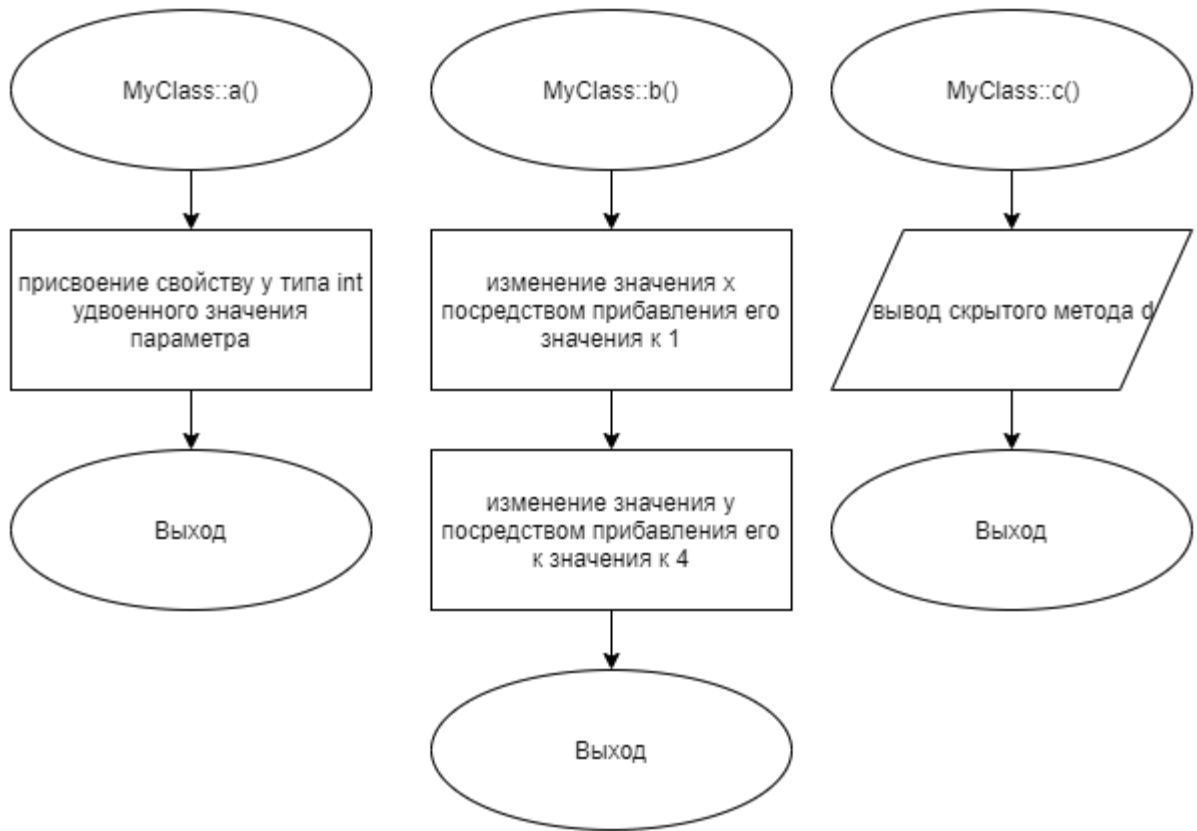 MyClass::a()
присвоение свойству y типа int
удвоенного значения
параметра
Выход
MyClass::b()
изменение значения x
посредством прибавления его
значения к 1
изменение значения y
посредством прибавления его
к значения к 4
Выход
MyClass::c()
вывод скрытого метода d
Выход